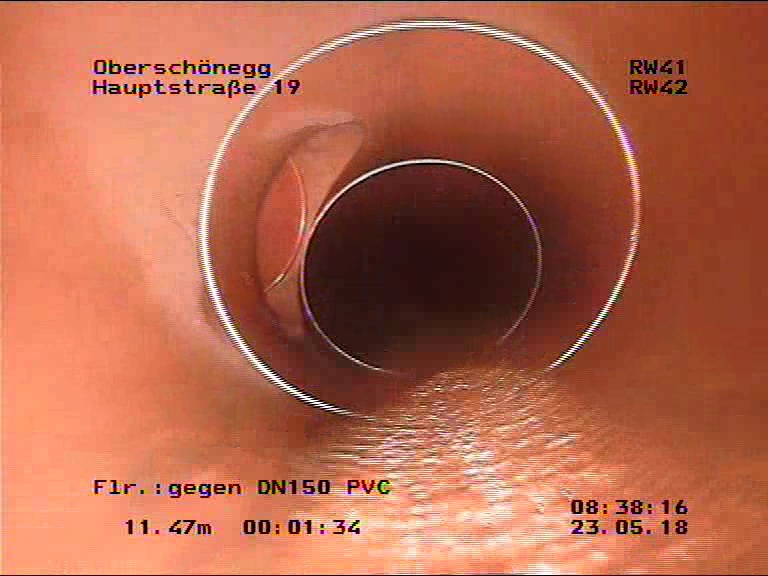 Oberschönegg
Hauptstraße 19
RW41
RW42
Flr.:gegen DN150 PVC
11.47m 00:01:34
08:38:16
23.05.18